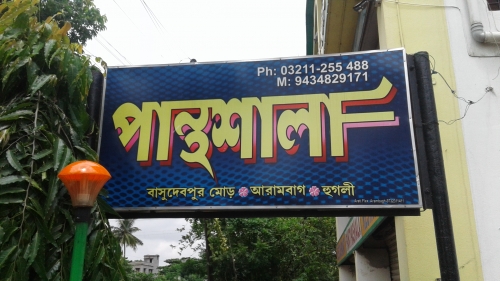 Ph: 03211-255 488
M: 9434829171
পান্থশালা
বাসুদেবপুর মোড় আরামবাগ হুগলী